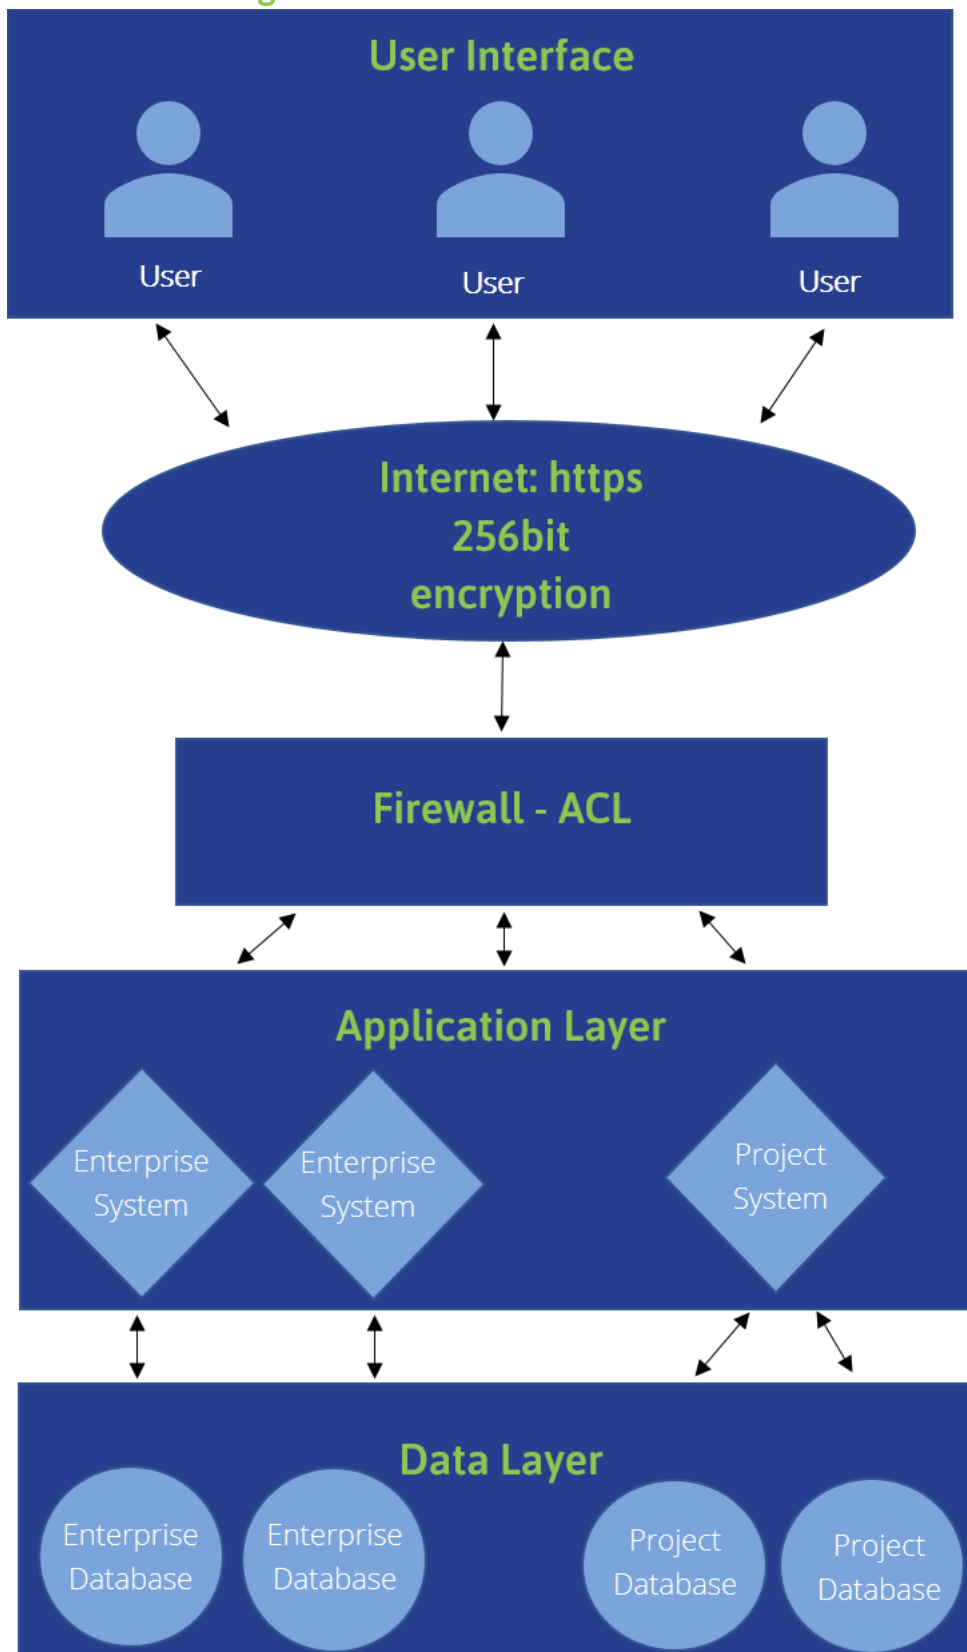 User Interface
User User User
Internet: https
256bit
encryption
Firewall - ACL
Application Layer
Enterprise
System
Enterprise
System
Project
System
Data Layer
Enterprise
Database
Enterprise
Database
Project
Database
Project
Database